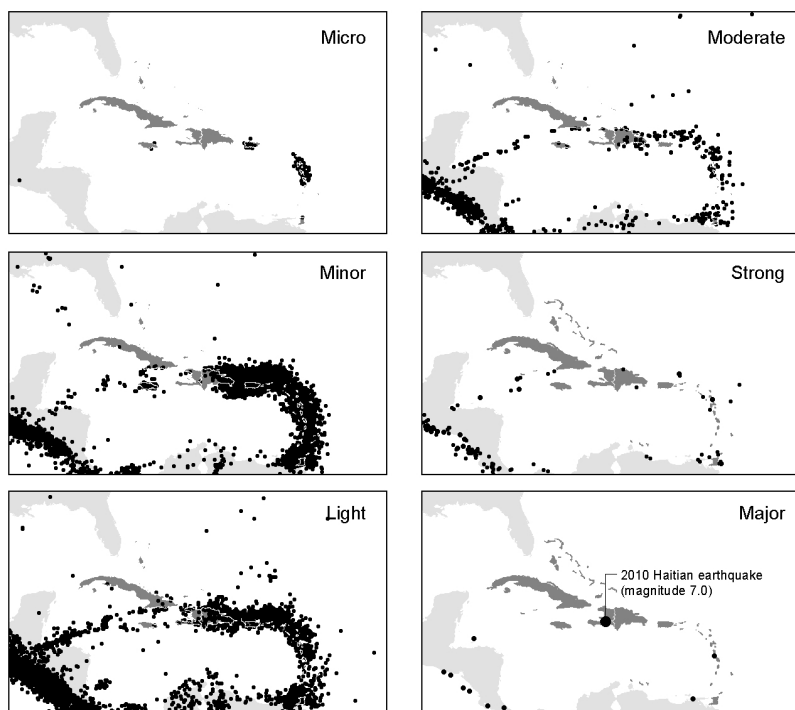 Micro
Moderate
Minor
Strong
Light
Major
2010 Haitian earthquake
(magnitude 7.0)